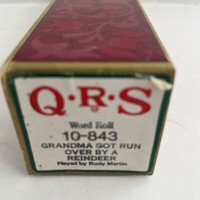 Q·R·S
Word Roll
10-843
GRANDMA GOT RUN
OVER BY A
REINDEER
Played by Rudy Martin